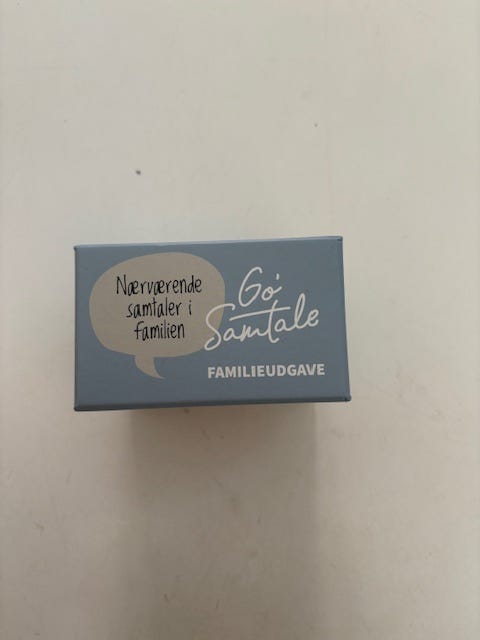 Nærværende
samtaler i
familien
Go'
Samtale
FAMILIEUDGAVE